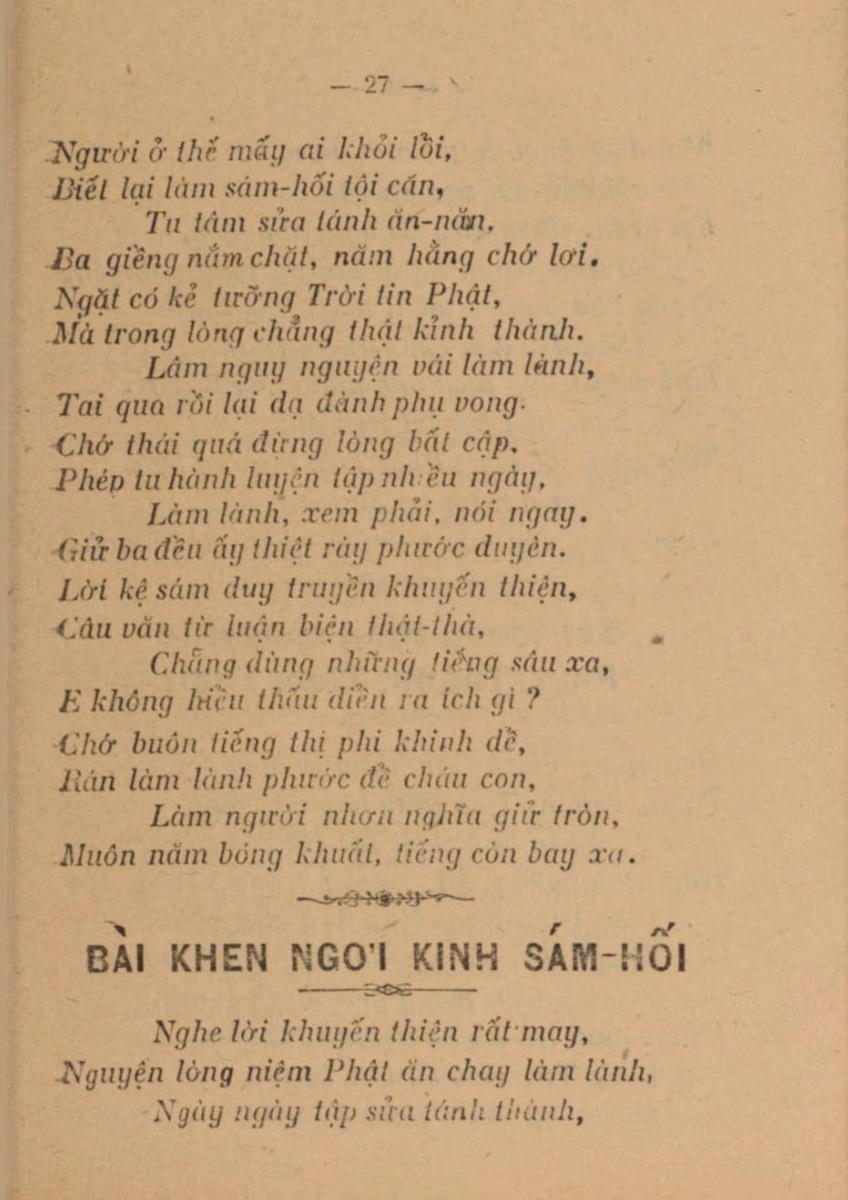 — 27 —
Người ở thế mấy ai khỏi lỗi,
Biết lại làm sám-hối tội căn,
Tu tâm sửa tánh ăn-năn,
Ba giềng nắm chặt, năm hằng chớ lơi.
Ngặt có kẻ tưỡng Trời tin Phật,
Mà trong lòng chẳng thật kỉnh thành.
Lâm nguy nguyện vái làm lành,
Tai qua rồi lại dạ đành phụ vong.
Chớ thái quá đừng lòng bất cập,
Phép tu hành luyện tập nhiều ngày,
Làm lành, xem phải, nói ngay.
Giử ba đều ấy thiệt rày phước duyên.
Lời kệ sám duy truyền khuyến thiện,
Câu văn từ luận biện thật-thà,
Chẵng dùng những tiếng sâu xa,
E không hiểu thấu diển ra ích gì ?
Chớ buôn tiếng thị phi khinh dể,
Rán làm lành phước để cháu con,
Làm người nhơn nghĩa giử tròn,
Muôn năm bóng khuất, tiếng còn bay xa.
BÀI KHEN NGƠI KINH SÁM-HỐI
Nghe lời khuyến thiện rất may,
Nguyện lòng niệm Phật ăn chay làm lành,
Ngày ngày tập sửa tánh thành,